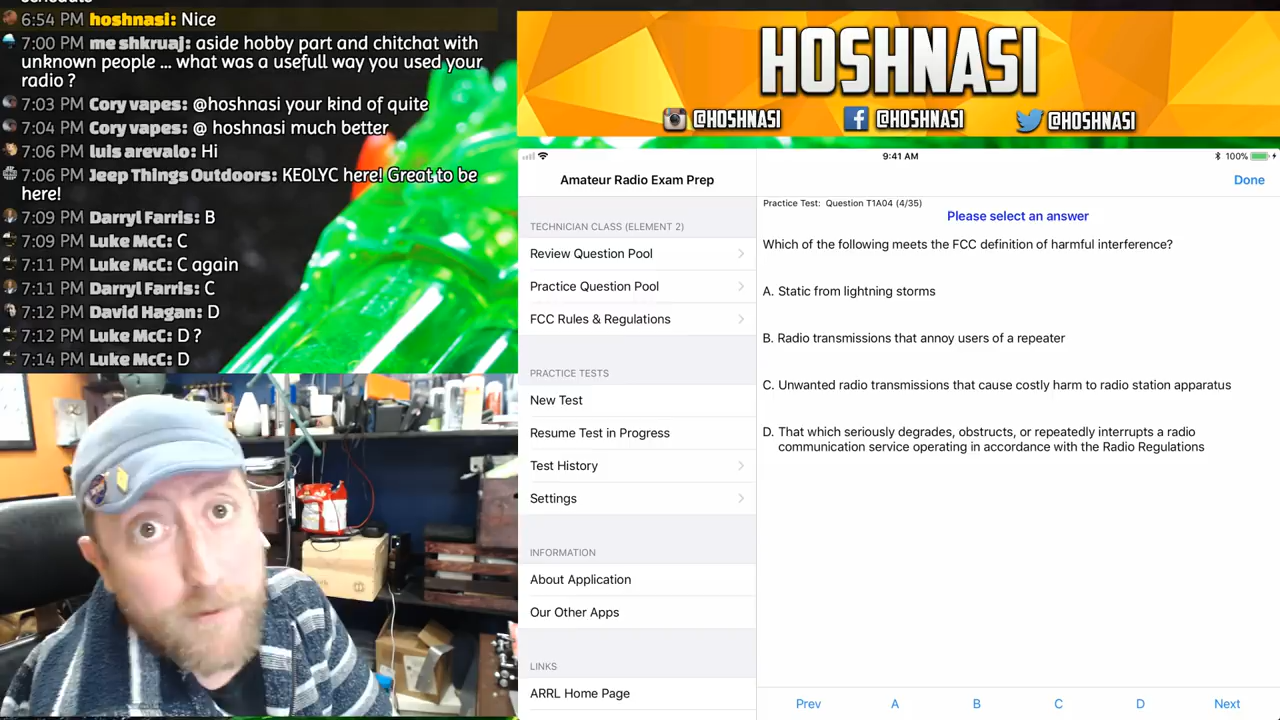 6:54 PM hoshnasi: Nice
7:00 PM me shkruaj: aside hobby part and chitchat with
unknown people ... what was a usefull way you used your
radio ?
7:03 PM Cory vapes: @hoshnasi your kind of quite
7:04 PM Cory vapes: @ hoshnasi much better
7:06 PM luis arevalo: Hi
7:06 PM Jeep Things Outdoors: KE0LYC here! Great to be
here!
7:09 PM Darryl Farris: B
7:09 PM Luke McC: C
7:11 PM Luke McC: C again
7:11 PM Darryl Farris: C
7:12 PM David Hagan: D
7:12 PM Luke McC: D ?
7:14 PM Luke McC: D
HOSHNASI
@HOSHNASI @HOSHNASI @HOSHNASI
9:41 AM 100%
Amateur Radio Exam Prep
Done
TECHNICIAN CLASS (ELEMENT 2)
Review Question Pool
Practice Question Pool
FCC Rules & Regulations
PRACTICE TESTS
New Test
Resume Test in Progress
Test History
Settings
INFORMATION
About Application
Our Other Apps
LINKS
ARRL Home Page
Practice Test: Question T1A04 (4/35)
Please select an answer
Which of the following meets the FCC definition of harmful interference?
A. Static from lightning storms
B. Radio transmissions that annoy users of a repeater
C. Unwanted radio transmissions that cause costly harm to radio station apparatus
D. That which seriously degrades, obstructs, or repeatedly interrupts a radio
communication service operating in accordance with the Radio Regulations
Prev A B C D Next